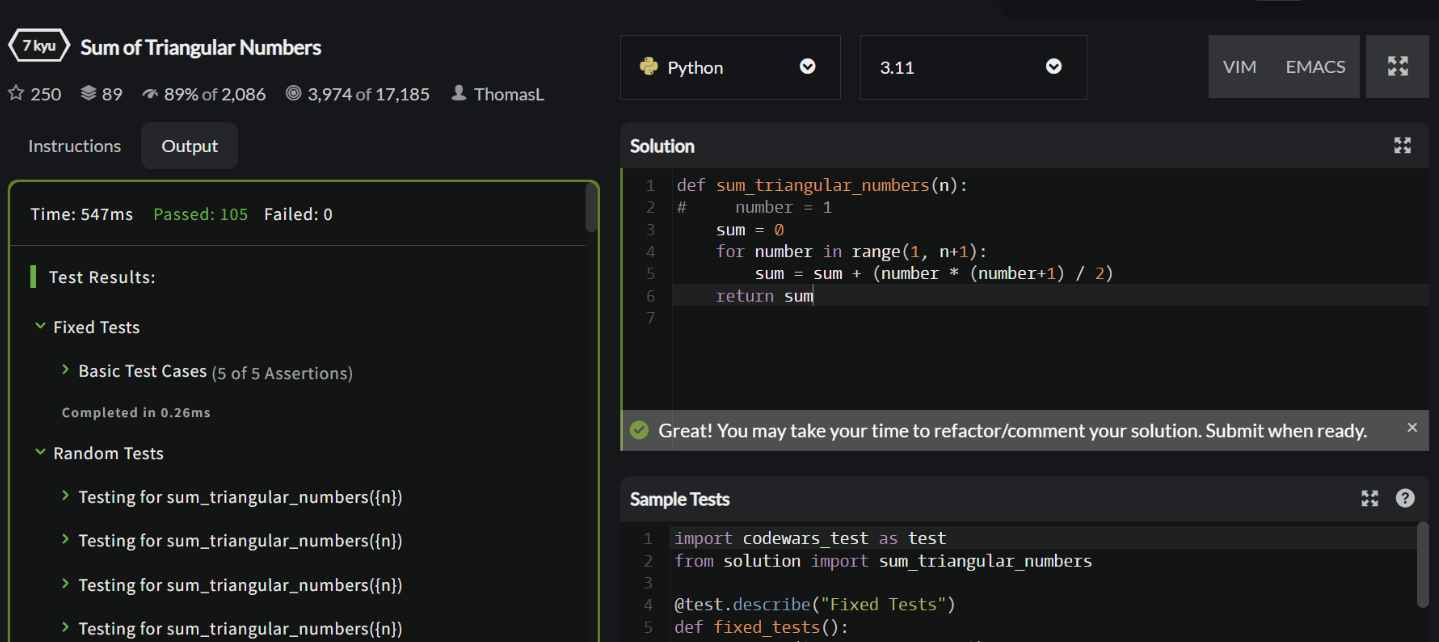 7 kyu Sum of Triangular Numbers
250 89 89% of 2,086 3,974 of 17,185 ThomasL
Instructions Output
Time: 547ms Passed: 105 Failed: 0
Test Results:
Fixed Tests
Basic Test Cases (5 of 5 Assertions)
Completed in 0.26ms
Random Tests
Testing for sum_triangular_numbers({n})
Testing for sum_triangular_numbers({n})
Testing for sum_triangular_numbers({n})
Testing for sum_triangular_numbers({n})
Python 3.11 VIM EMACS
Solution
1 def sum_triangular_numbers(n):
2 #     number = 1
3     sum = 0
4     for number in range(1, n+1):
5         sum = sum + (number * (number+1) / 2)
6     return sum
7
Great! You may take your time to refactor/comment your solution. Submit when ready. ×
Sample Tests ?
1 import codewars_test as test
2 from solution import sum_triangular_numbers
3
4 @test.describe("Fixed Tests")
5 def fixed_tests():